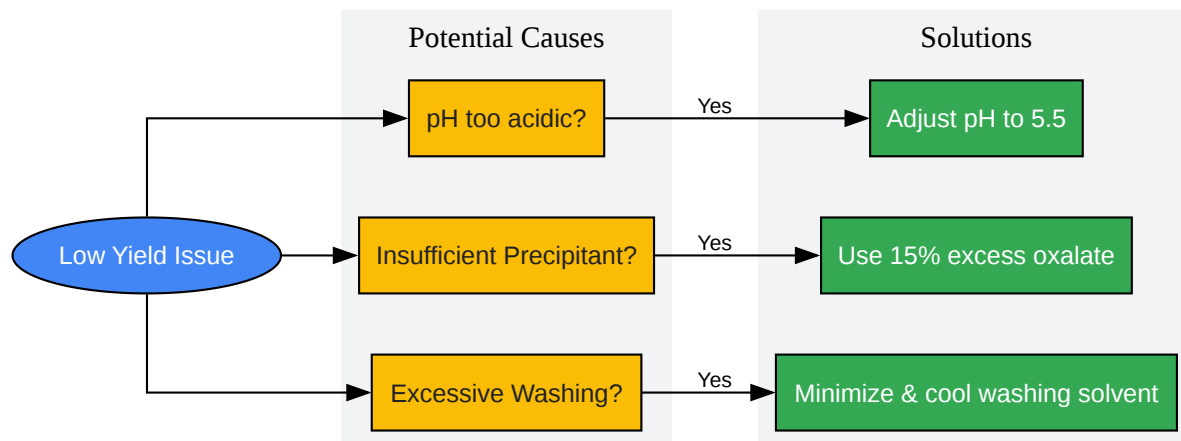 Potential Causes
Solutions
pH too acidic?
Yes
Adjust pH to 5.5
Low Yield Issue
Insufficient Precipitant?
Yes
Use 15% excess oxalate
Excessive Washing?
Yes
Minimize & cool washing solvent